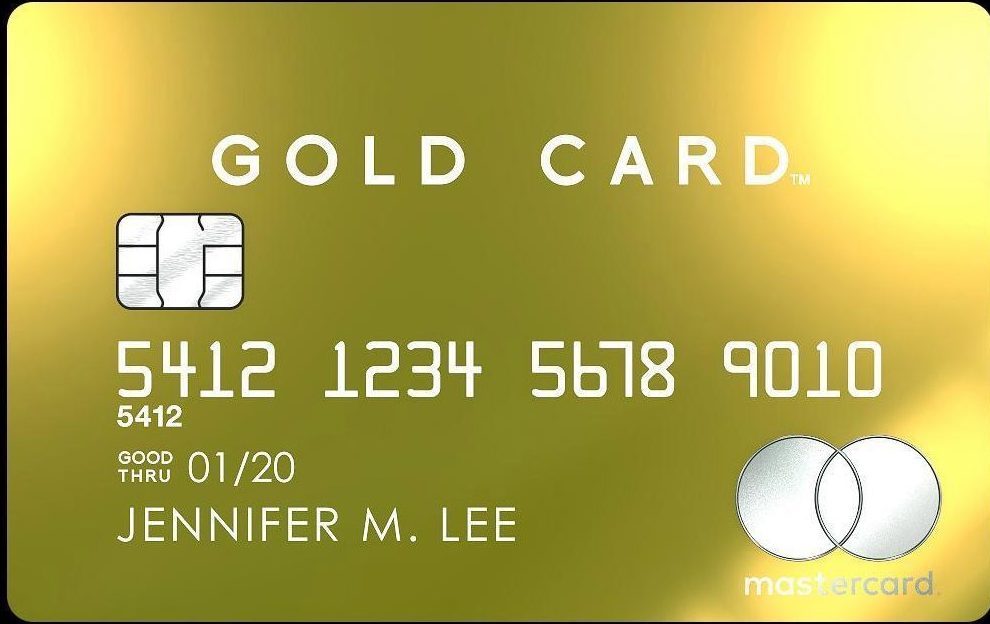 GOLD CARD™
5412 1234 5678 9010
5412
GOOD
THRU 01/20
JENNIFER M. LEE
mastercard.